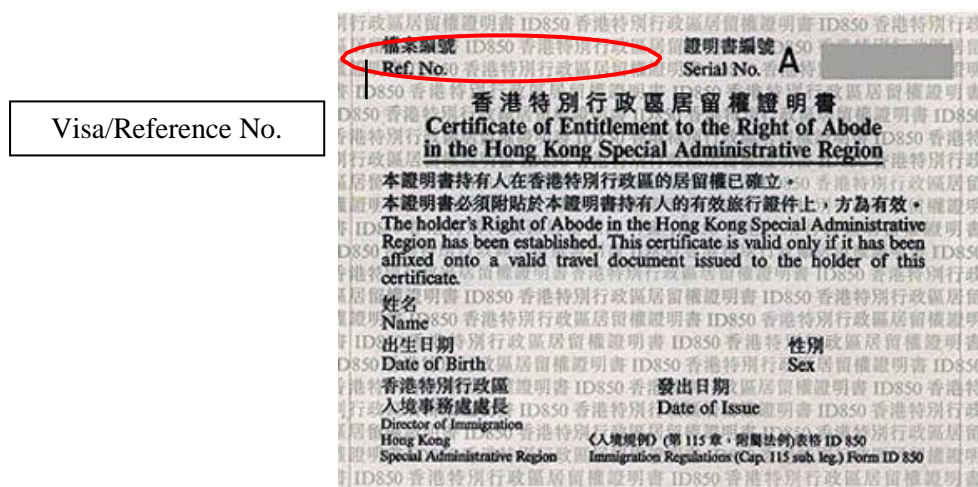 檔案編號
Ref. No.
證明書編號
Serial No. A
Visa/Reference No.
香港特別行政區居留權證明書
Certificate of Entitlement to the Right of Abode
in the Hong Kong Special Administrative Region
本證明書持有人在香港特別行政區的居留權已確立。
本證明書必須附貼於本證明書持有人的有效旅行證件上，方為有效。
The holder's Right of Abode in the Hong Kong Special Administrative
Region has been established. This certificate is valid only if it has been
affixed onto a valid travel document issued to the holder of this
certificate.
姓名
Name
出生日期
Date of Birth
性別
Sex
香港特別行政區
入境事務處處長
Director of Immigration
Hong Kong
Special Administrative Region
發出日期
Date of Issue
《入境規例》(第 115 章，附屬法例)表格 ID 850
Immigration Regulations (Cap. 115 sub. leg.) Form ID 850